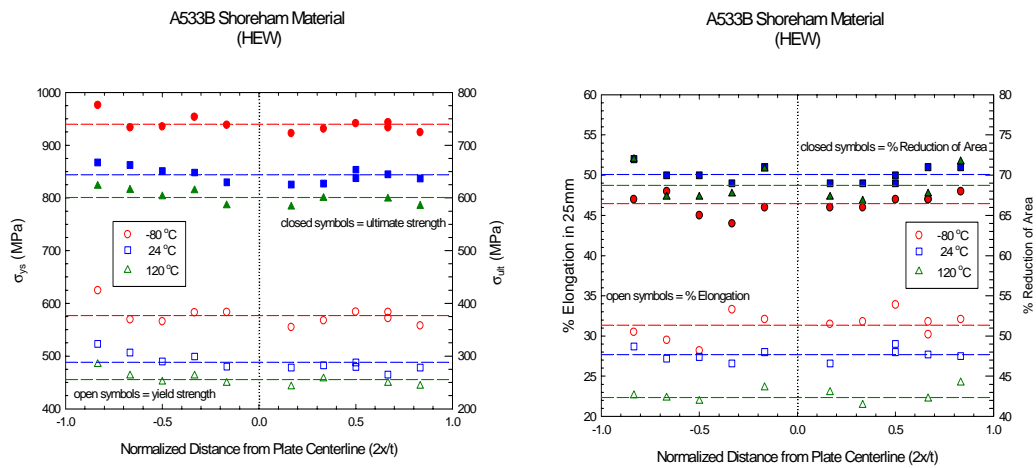 A533B Shoreham Material
(HEW)
1000
900
800
700
600
500
400
800
700
600
500
400
300
200
σys (MPa)
σult (MPa)
closed symbols = ultimate strength
-80 °C
24 °C
120 °C
open symbols = yield strength
-1.0
-0.5
0.0
0.5
1.0
Normalized Distance from Plate Centerline (2x/t)
A533B Shoreham Material
(HEW)
60
55
50
45
40
35
30
25
20
80
75
70
65
60
55
50
45
40
% Elongation in 25mm
% Reduction of Area
closed symbols = % Reduction of Area
-80 °C
24 °C
120 °C
open symbols = % Elongation
-1.0
-0.5
0.0
0.5
1.0
Normalized Distance from Plate Centerline (2x/t)